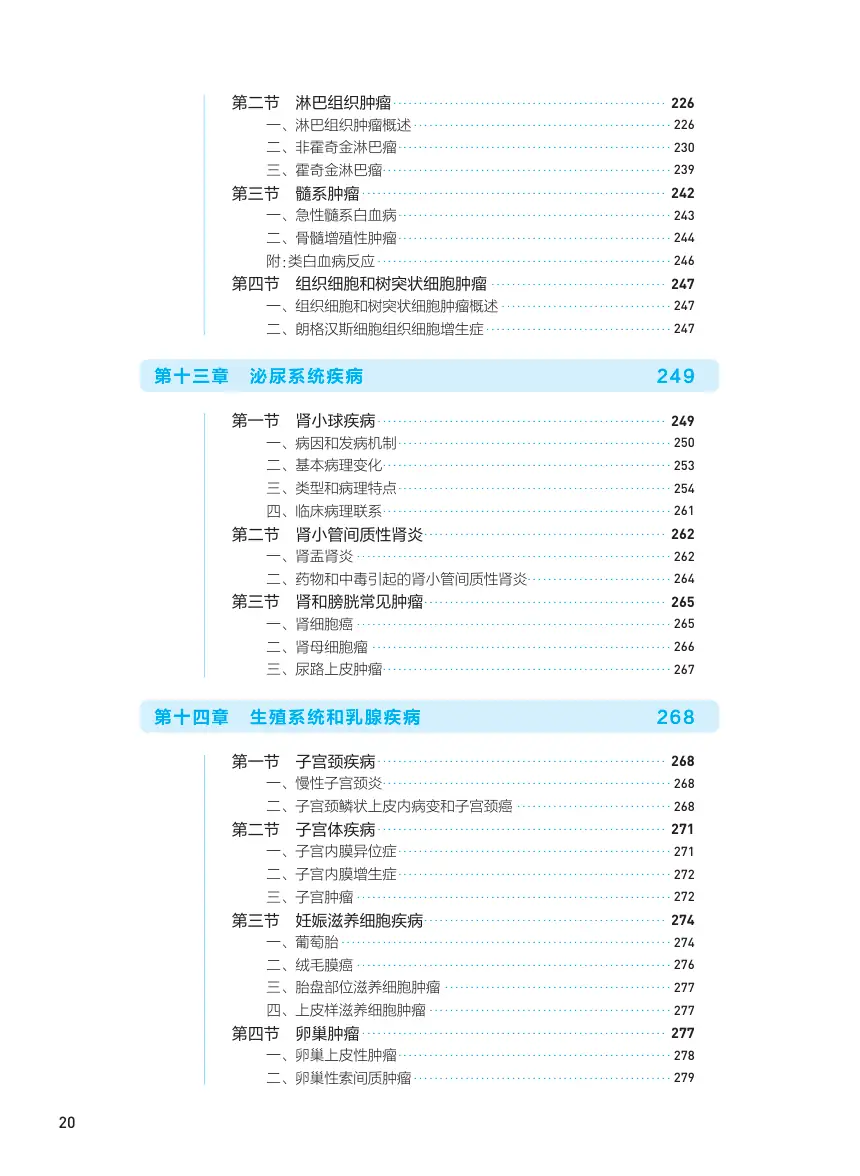 第二节 淋巴组织肿瘤 226
一、淋巴组织肿瘤概述 226
二、非霍奇金淋巴瘤 230
三、霍奇金淋巴瘤 239
第三节 髓系肿瘤 242
一、急性髓系白血病 243
二、骨髓增殖性肿瘤 244
附:类白血病反应 246
第四节 组织细胞和树突状细胞肿瘤 247
一、组织细胞和树突状细胞肿瘤概述 247
二、朗格汉斯细胞组织细胞增生症 247
第十三章 泌尿系统疾病 249
第一节 肾小球疾病 249
一、病因和发病机制 250
二、基本病理变化 253
三、类型和病理特点 254
四、临床病理联系 261
第二节 肾小管间质性肾炎 262
一、肾盂肾炎 262
二、药物和中毒引起的肾小管间质性肾炎 264
第三节 肾和膀胱常见肿瘤 265
一、肾细胞癌 265
二、肾母细胞瘤 266
三、尿路上皮肿瘤 267
第十四章 生殖系统和乳腺疾病 268
第一节 子宫颈疾病 268
一、慢性子宫颈炎 268
二、子宫颈鳞状上皮内病变和子宫颈癌 268
第二节 子宫体疾病 271
一、子宫内膜异位症 271
二、子宫内膜增生症 272
三、子宫肿瘤 272
第三节 妊娠滋养细胞疾病 274
一、葡萄胎 274
二、绒毛膜癌 276
三、胎盘部位滋养细胞肿瘤 277
四、上皮样滋养细胞肿瘤 277
第四节 卵巢肿瘤 277
一、卵巢上皮性肿瘤 278
二、卵巢性索间质肿瘤 279
20